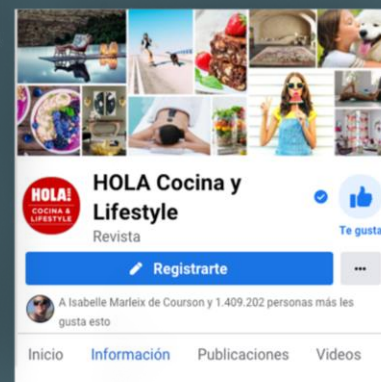 HOLA!
COCINA &
LIFESTYLE
HOLA Cocina y
Lifestyle
Revista
Te gusta
Registrarte
A Isabelle Marleix de Courson y 1.409.202 personas más les
gusta esto
Inicio Información Publicaciones Videos